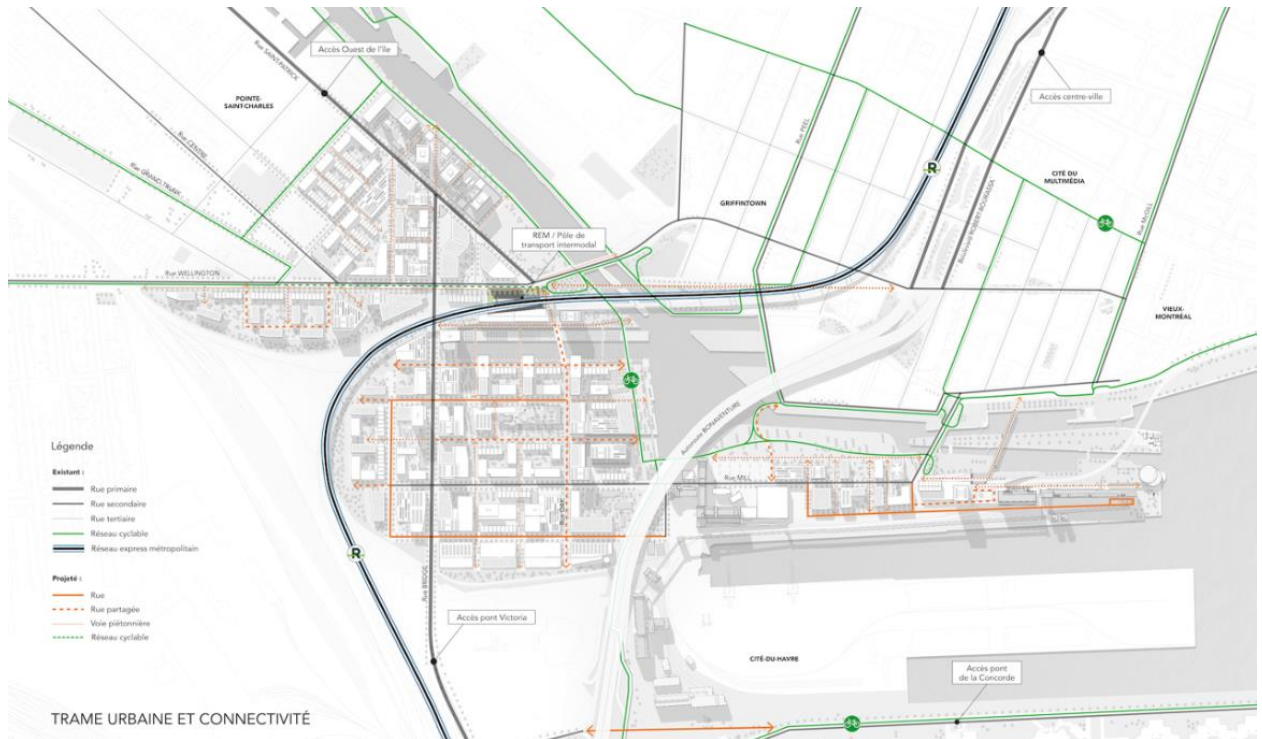 Accès Ouest de l'île
Rue SAINT-PATRICK
POINTE-
SAINT-CHARLES
Rue CENTRE
Rue GRAND-TRUNK
Rue PEEL
Accès centre-ville
R
CITÉ DU
MULTIMÉDIA
GRIFFINTOWN
Boulevard ROBERT-BOURASSA
Rue McGILL
REM / Pôle de
transport intermodal
Rue WELLINGTON
VIEUX-
MONTRÉAL
Autoroute BONAVENTURE
Rue MILL
Rue OAK
Légende
Existant :
Rue primaire
Rue secondaire
Rue tertiaire
Réseau cyclable
Réseau express métropolitain
R
Projeté :
Rue
Rue partagée
Voie piétonnière
Réseau cyclable
Rue BRIDGE
Accès pont Victoria
CITÉ-DU-HAVRE
Accès pont
de la Concorde
TRAME URBAINE ET CONNECTIVITÉ